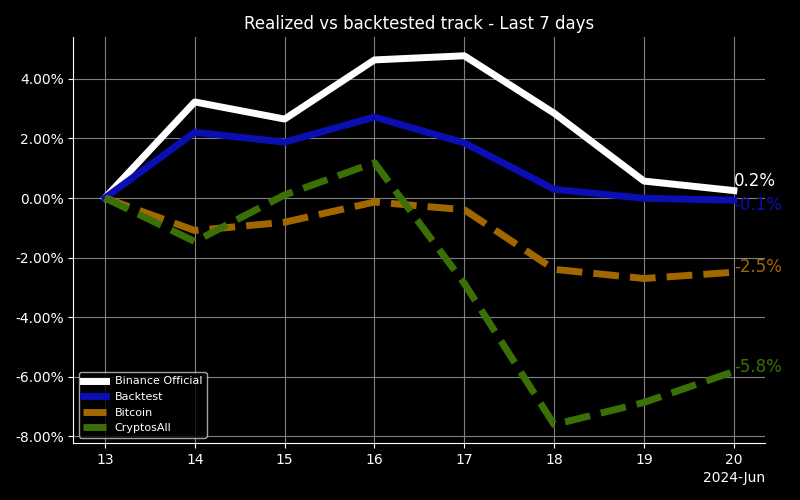 Realized vs backtested track - Last 7 days
4.00%
2.00%
0.00%
-2.00%
-4.00%
-6.00%
-8.00%
0.2%
-0.1%
-2.5%
-5.8%
Binance Official
Backtest
Bitcoin
CryptosAll
13 14 15 16 17 18 19 20
2024-Jun